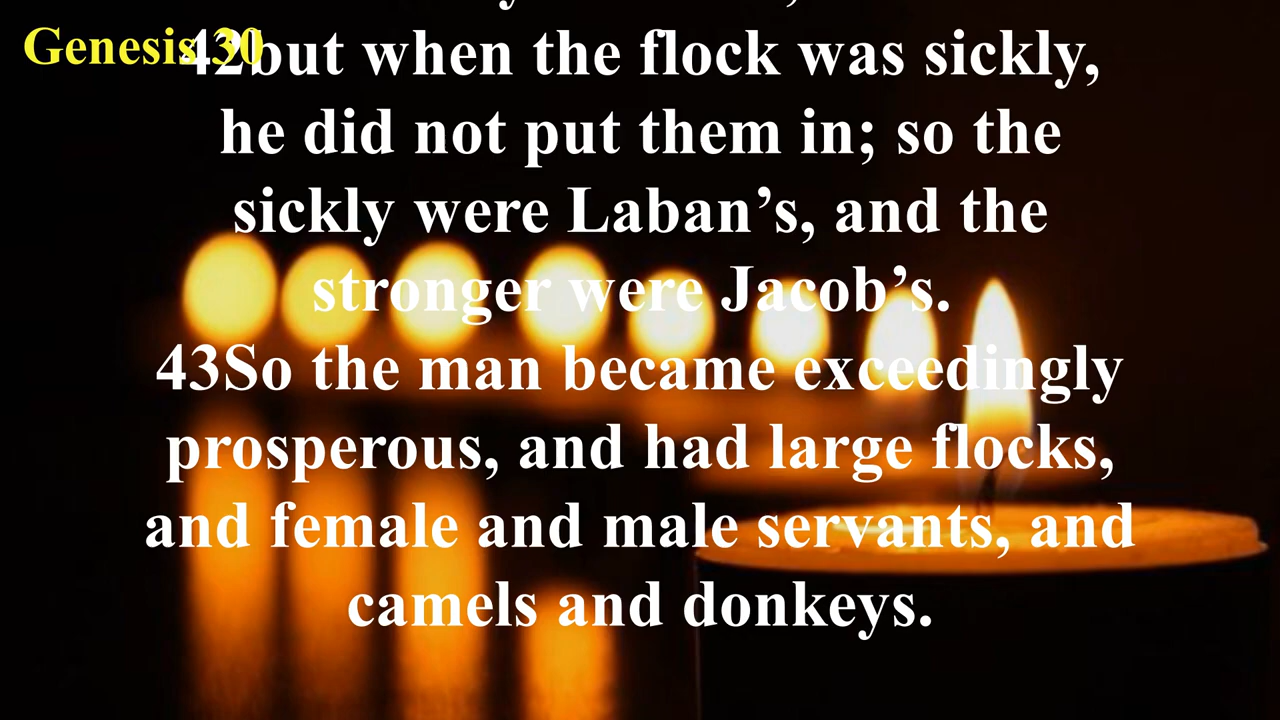 Genesis 30
42but when the flock was sickly,
he did not put them in; so the
sickly were Laban’s, and the
stronger were Jacob’s.
43So the man became exceedingly
prosperous, and had large flocks,
and female and male servants, and
camels and donkeys.